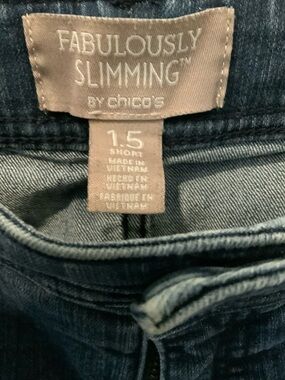 FABULOUSLY
SLIMMING™
BY chico's
1.5
SHORT
MADE IN
VIETNAM
HECHO EN
VIETNAM
FABRIQUÉ EN
VIETNAM